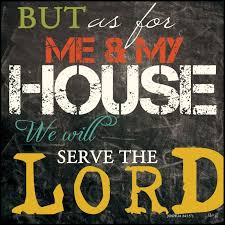 BUT as for
ME & MY
HOUSE
We will
SERVE THE
LORD